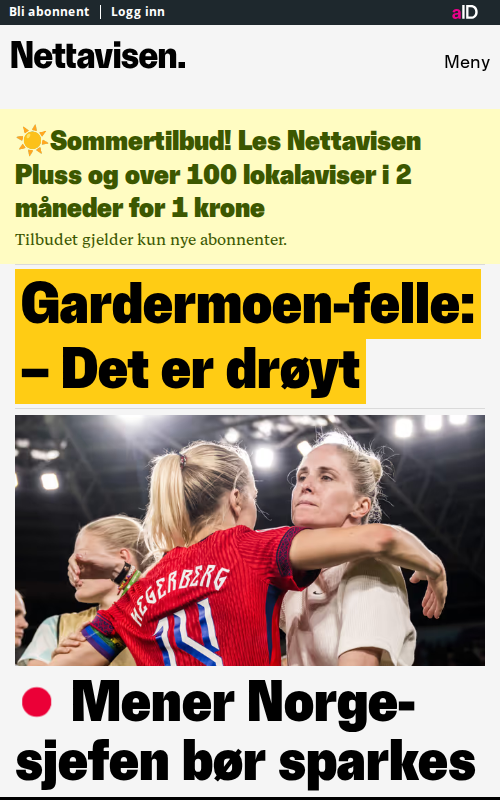 Bli abonnent | Logg inn
aID
Nettavisen.
Meny
Sommertilbud! Les Nettavisen
Pluss og over 100 lokalaviser i 2
måneder for 1 krone
Tilbudet gjelder kun nye abonnenter.
Gardermoen-felle:
– Det er drøyt
HEGERBERG
14
Mener Norge-
sjefen bør sparkes